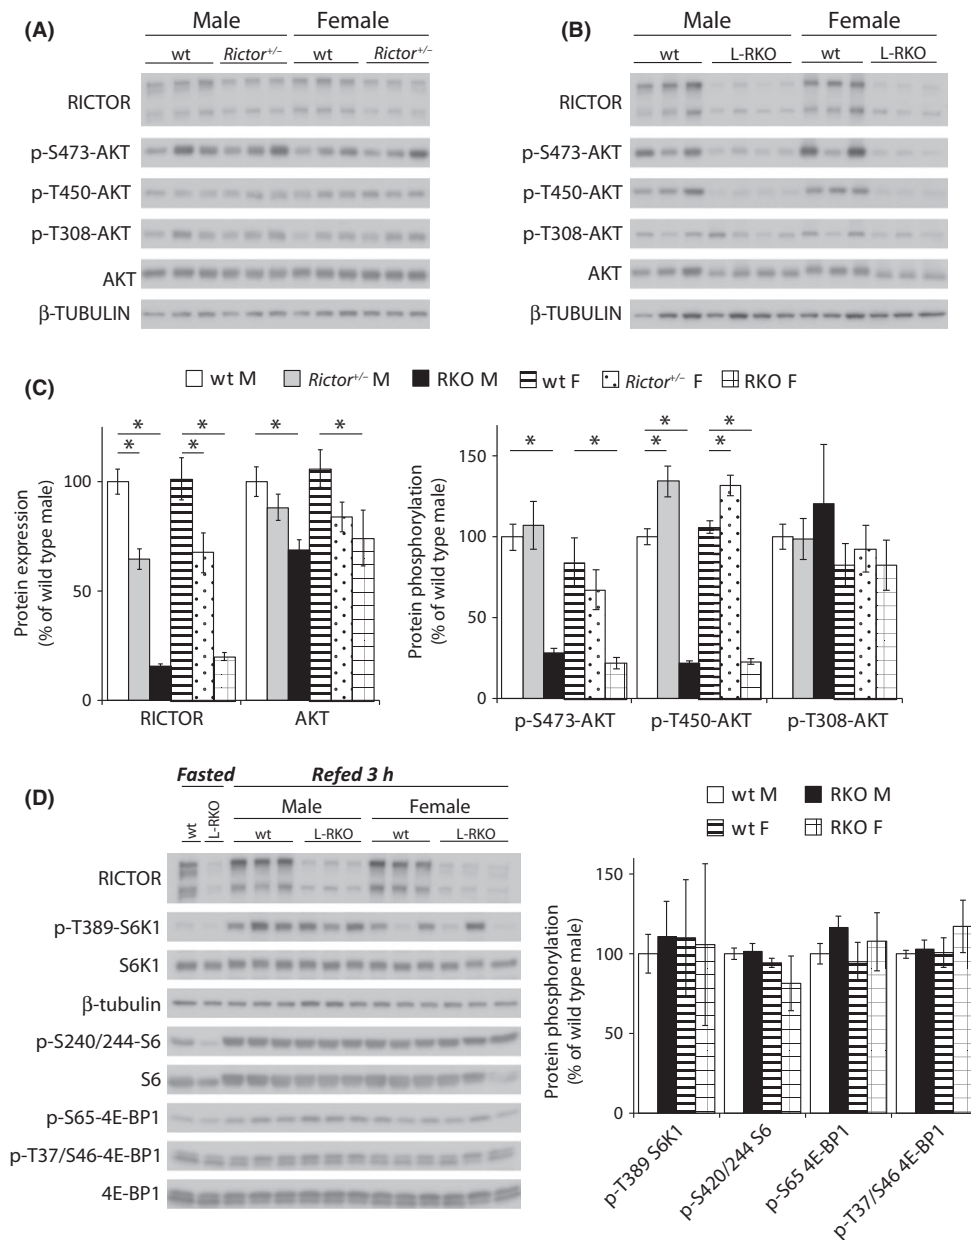 (A)
Male Female
wt Rictor+/– wt Rictor+/–
RICTOR
p-S473-AKT
p-T450-AKT
p-T308-AKT
AKT
β-TUBULIN
(B)
Male Female
wt L-RKO wt L-RKO
RICTOR
p-S473-AKT
p-T450-AKT
p-T308-AKT
AKT
β-TUBULIN
(C)
wt M Rictor+/– M RKO M wt F Rictor+/– F RKO F
Protein expression
(% of wild type male)
100
50
0
* * * * * *
RICTOR AKT
Protein phosphorylation
(% of wild type male)
150
100
50
0
* * * * * *
p-S473-AKT p-T450-AKT p-T308-AKT
(D)
Fasted Refed 3 h
Male Female
wt L-RKO wt L-RKO wt L-RKO
RICTOR
p-T389-S6K1
S6K1
β-tubulin
p-S240/244-S6
S6
p-S65-4E-BP1
p-T37/S46-4E-BP1
4E-BP1
wt M RKO M
wt F RKO F
Protein phosphorylation
(% of wild type male)
150
100
50
0
p-T389 S6K1
p-S420/244 S6
p-S65 4E-BP1
p-T37/S46 4E-BP1